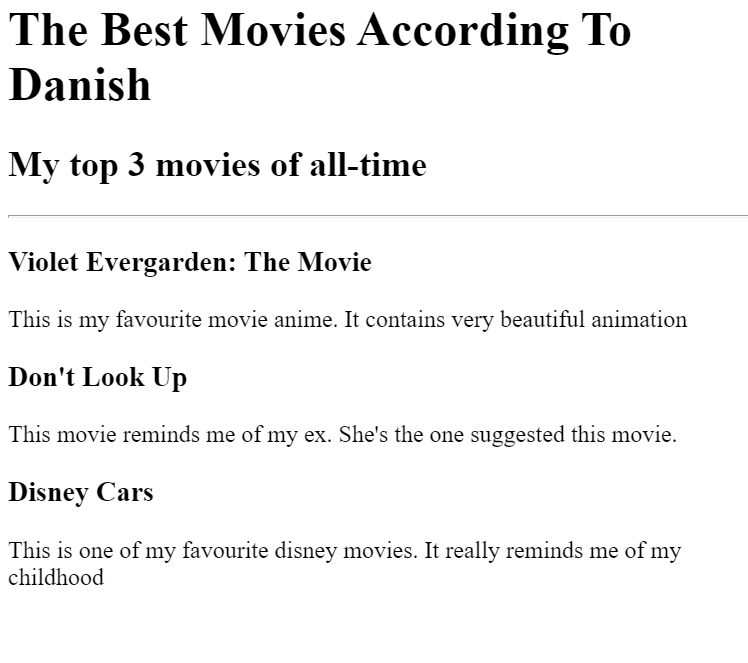 The Best Movies According To
Danish
My top 3 movies of all-time
Violet Evergarden: The Movie
This is my favourite movie anime. It contains very beautiful animation
Don't Look Up
This movie reminds me of my ex. She's the one suggested this movie.
Disney Cars
This is one of my favourite disney movies. It really reminds me of my
childhood